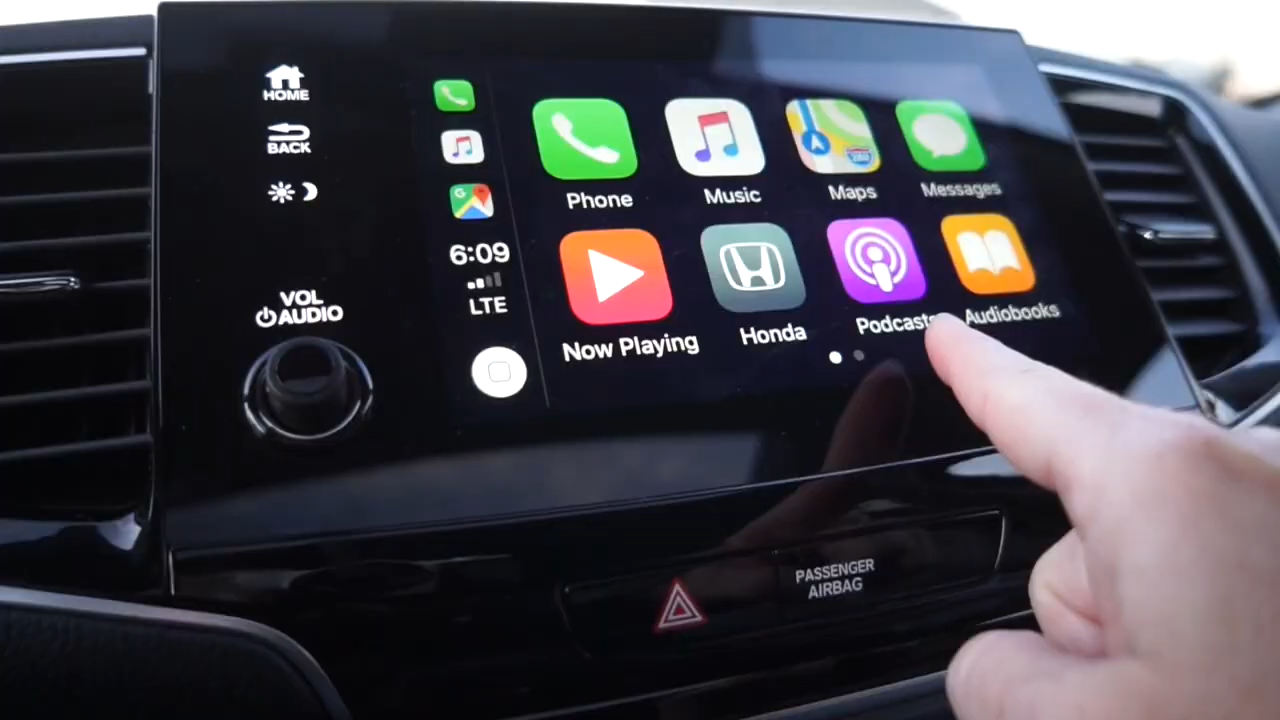 HOME
BACK
VOL
AUDIO
6:09
LTE
Phone
Music
Maps
Messages
Now Playing
Honda
Podcasts
Audiobooks
PASSENGER
AIRBAG